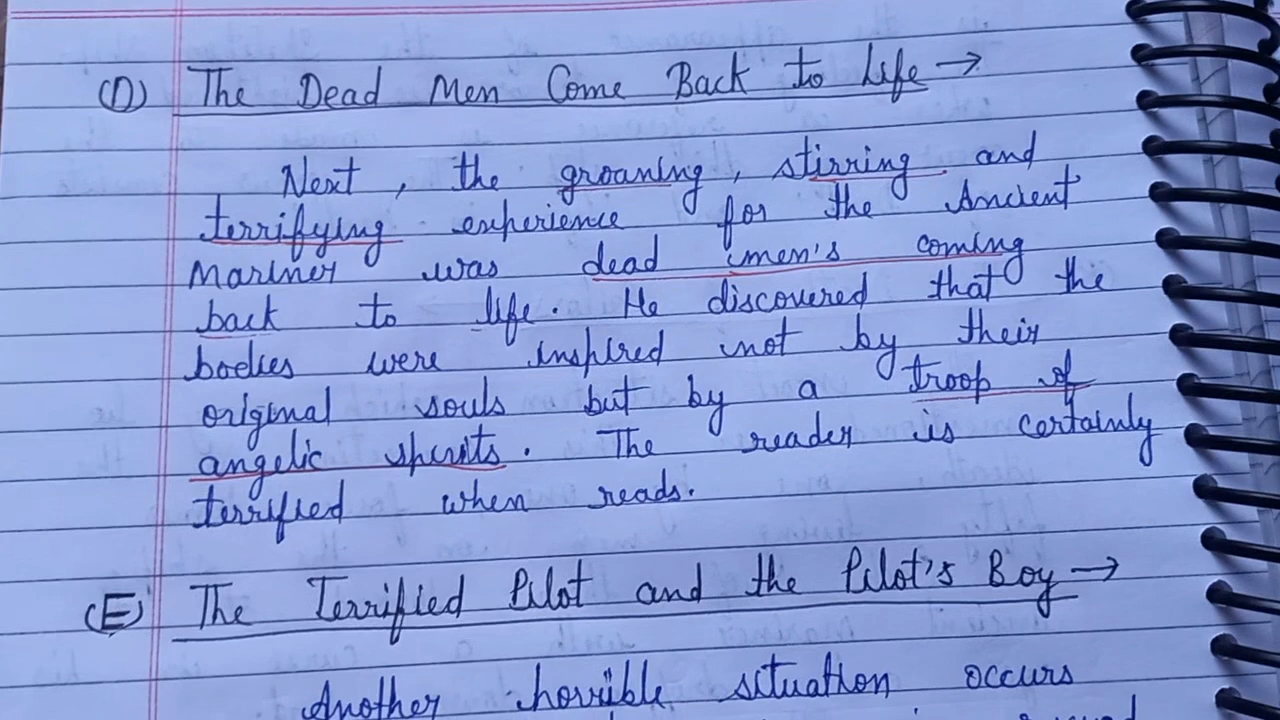 (D) The Dead Men Come Back to Life →
Next, the groaning, stirring and
terrifying experience for the Ancient
Mariner was dead men's coming
back to life. He discovered that the
bodies were inspired not by their
original souls but by a troop of
angelic spirits. The reader is certainly
terrified when reads.
(E) The Terrified Pilot and the Pilot's Boy →
Another horrible situation occurs